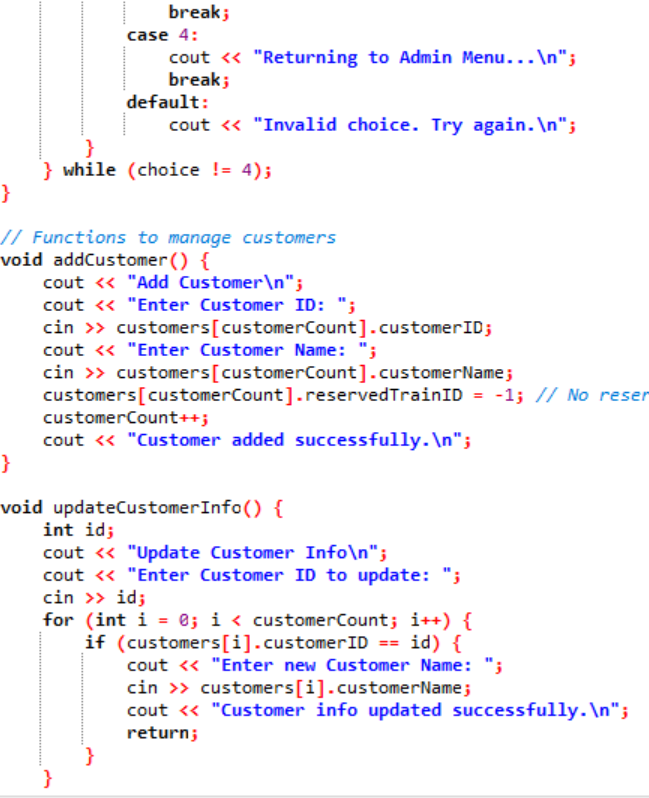 break;
        case 4:
            cout << "Returning to Admin Menu...\n";
            break;
        default:
            cout << "Invalid choice. Try again.\n";
        }
    } while (choice != 4);
}

// Functions to manage customers
void addCustomer() {
    cout << "Add Customer\n";
    cout << "Enter Customer ID: ";
    cin >> customers[customerCount].customerID;
    cout << "Enter Customer Name: ";
    cin >> customers[customerCount].customerName;
    customers[customerCount].reservedTrainID = -1; // No reser
    customerCount++;
    cout << "Customer added successfully.\n";
}

void updateCustomerInfo() {
    int id;
    cout << "Update Customer Info\n";
    cout << "Enter Customer ID to update: ";
    cin >> id;
    for (int i = 0; i < customerCount; i++) {
        if (customers[i].customerID == id) {
            cout << "Enter new Customer Name: ";
            cin >> customers[i].customerName;
            cout << "Customer info updated successfully.\n";
            return;
        }
    }